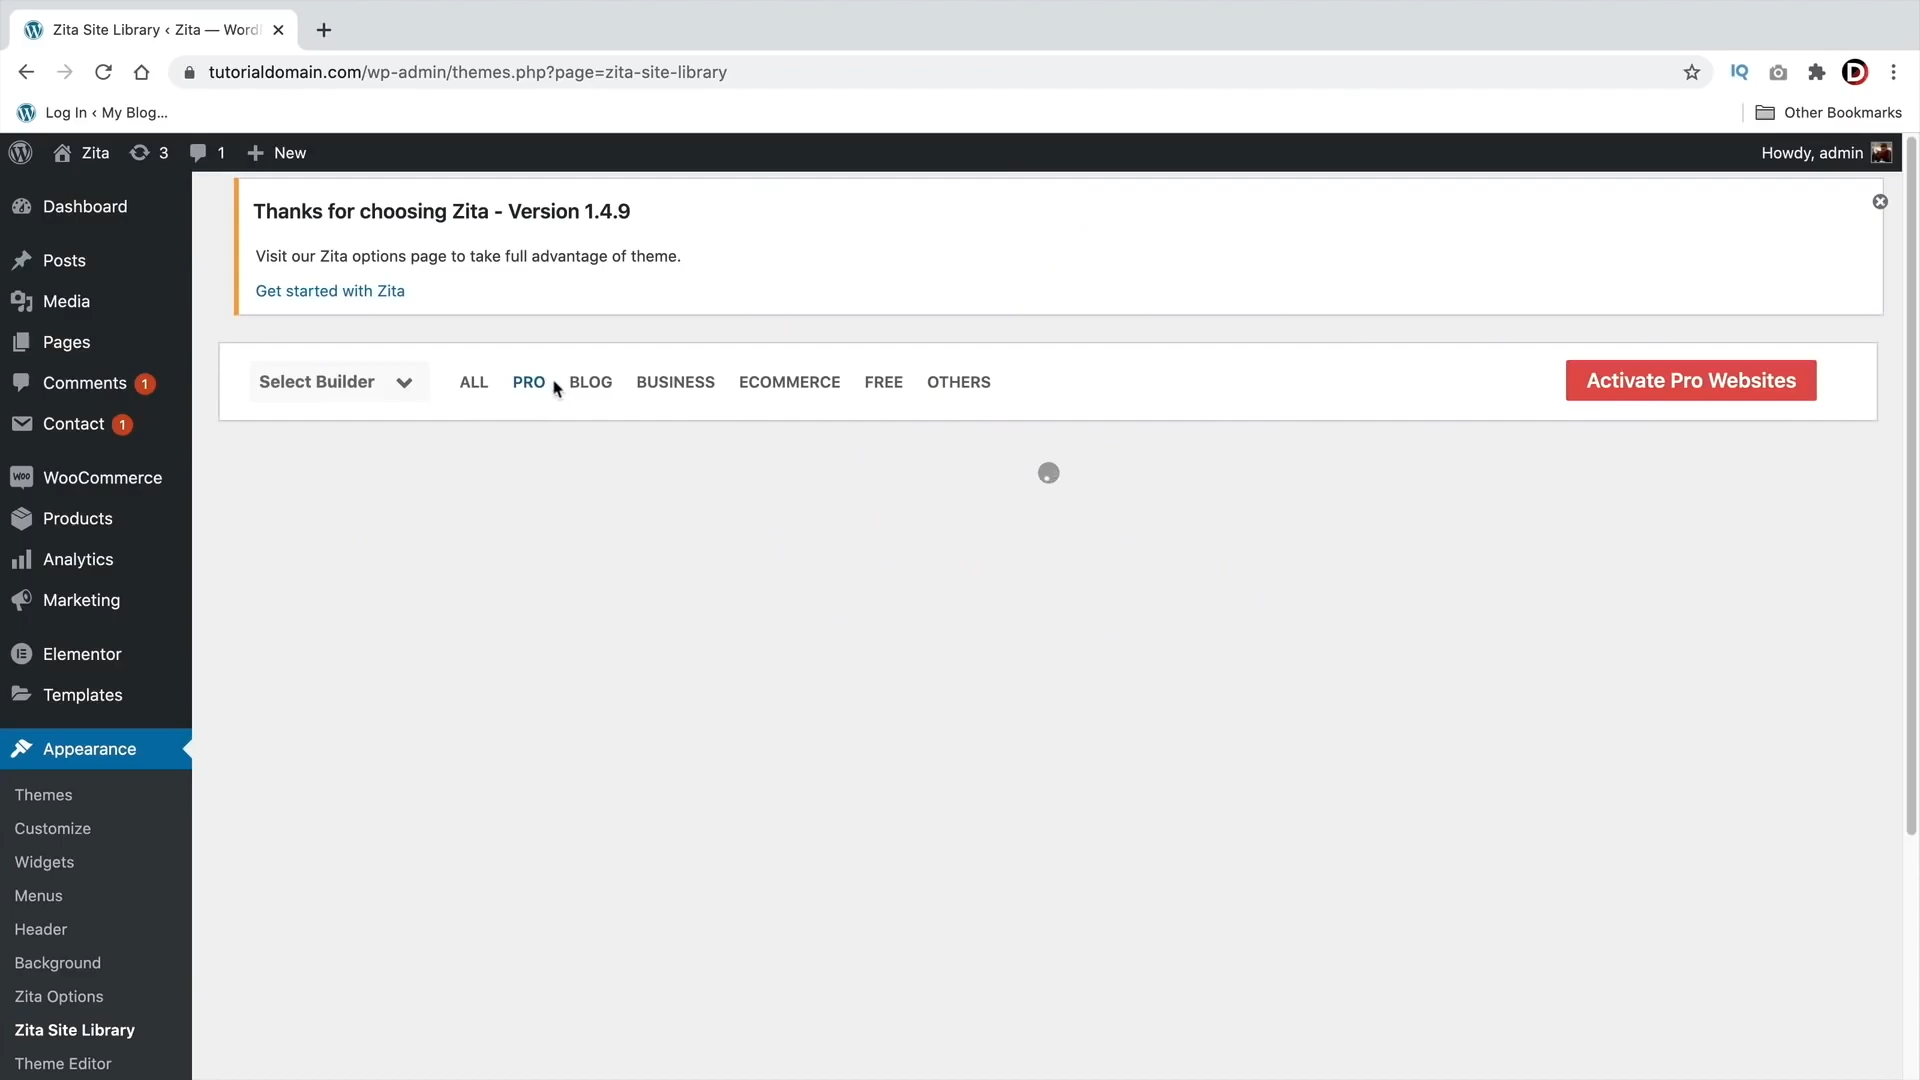 Zita Site Library ‹ Zita — Word
tutorialdomain.com/wp-admin/themes.php?page=zita-site-library
IQ
D
Log In ‹ My Blog...
Other Bookmarks
Zita
3
1
New
Howdy, admin
Dashboard
Posts
Media
Pages
Comments 1
Contact 1
WOO
WooCommerce
Products
Analytics
Marketing
Elementor
Templates
Appearance
Themes
Customize
Widgets
Menus
Header
Background
Zita Options
Zita Site Library
Theme Editor
Thanks for choosing Zita - Version 1.4.9
Visit our Zita options page to take full advantage of theme.
Get started with Zita
Select Builder
ALL
PRO
BLOG
BUSINESS
ECOMMERCE
FREE
OTHERS
Activate Pro Websites